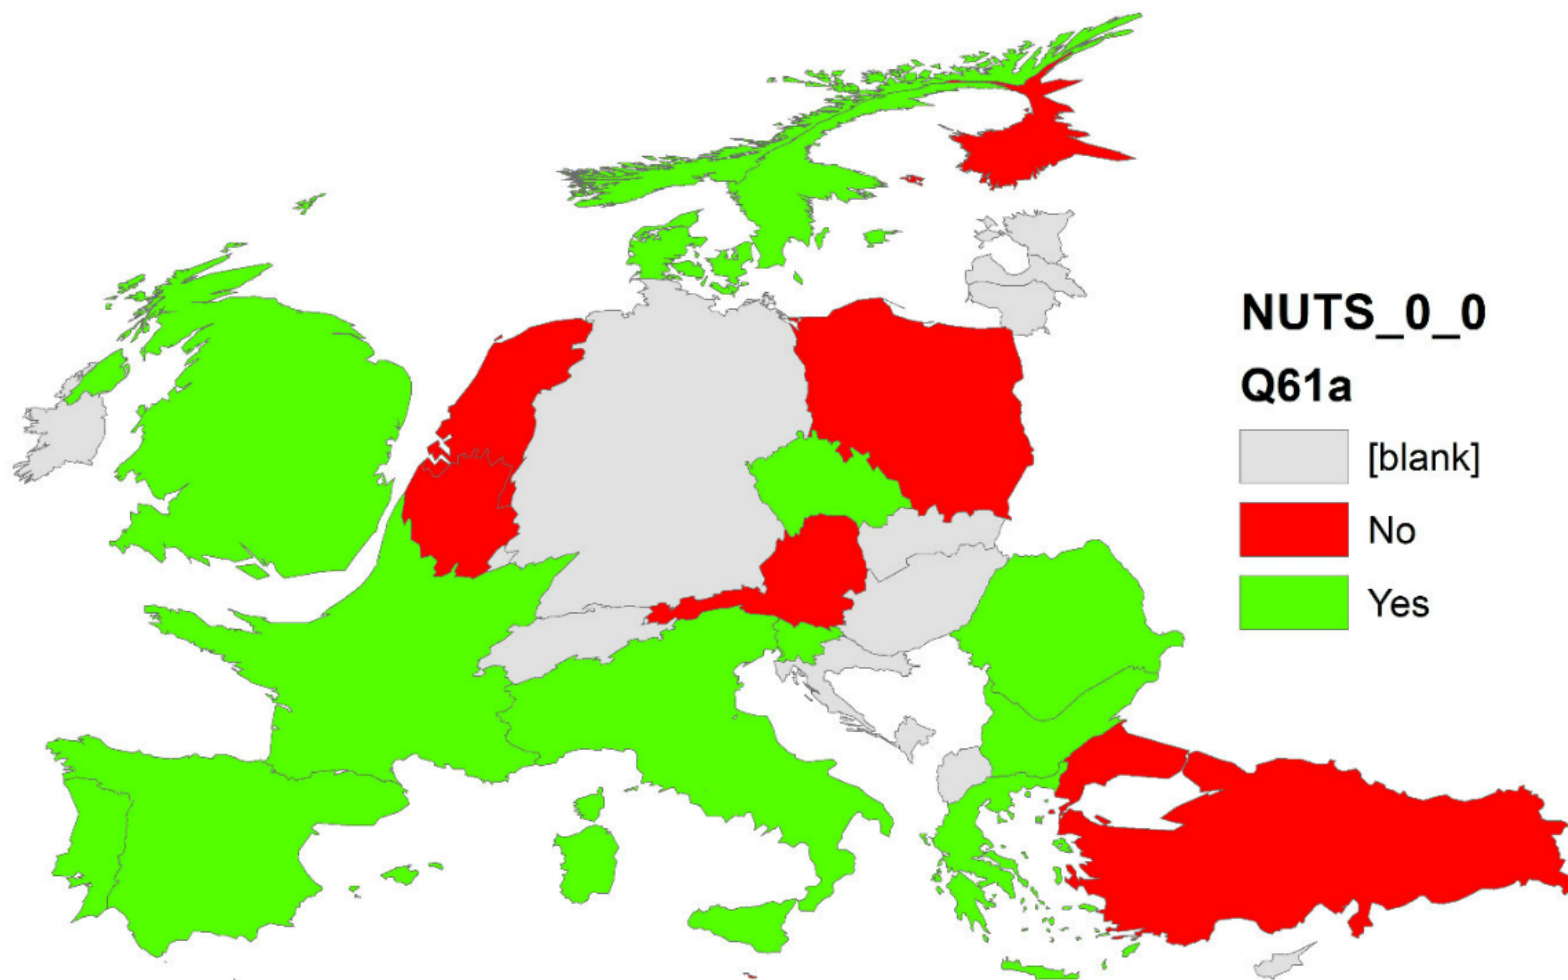 NUTS_0_0
Q61a
[blank]
No
Yes